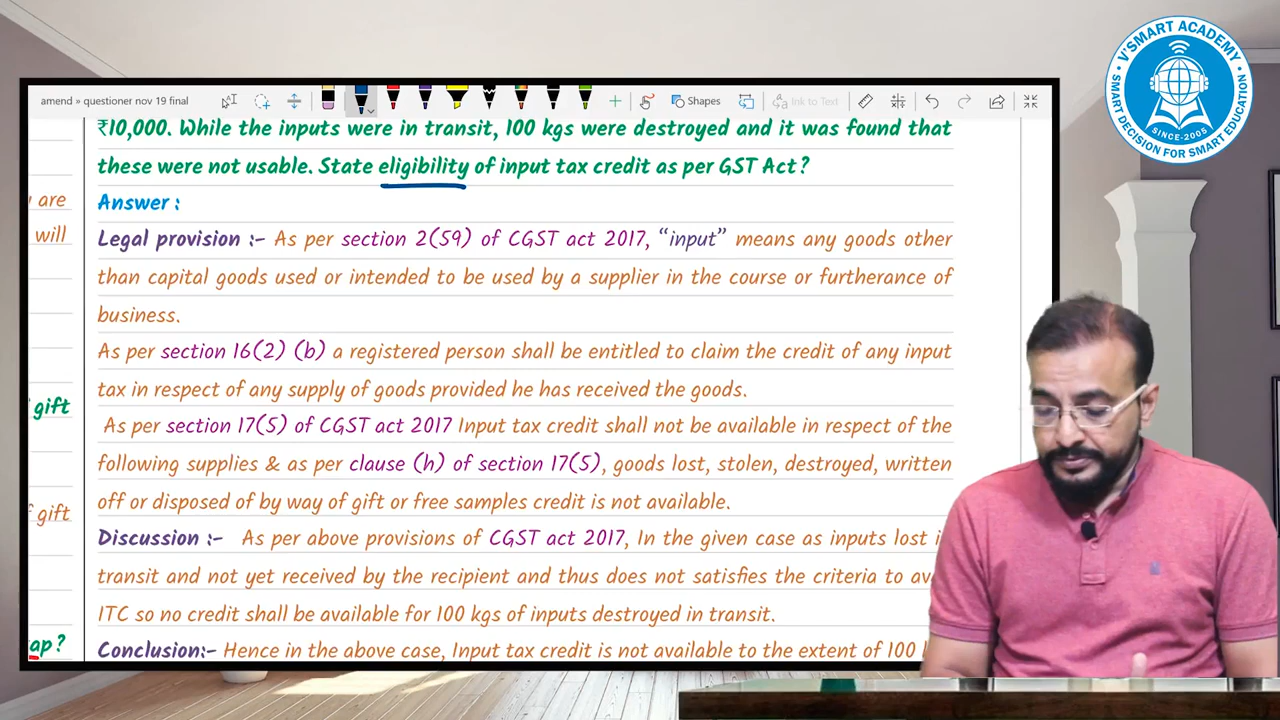 V'SMART ACADEMY
SINCE-2005
SMART DECISION FOR SMART EDUCATION
amend » questioner nov 19 final
Shapes
Ink to Text
₹10,000. While the inputs were in transit, 100 kgs were destroyed and it was found that
these were not usable. State eligibility of input tax credit as per GST Act?
Answer :
Legal provision :- As per section 2(59) of CGST act 2017, “input” means any goods other
than capital goods used or intended to be used by a supplier in the course or furtherance of
business.
As per section 16(2) (b) a registered person shall be entitled to claim the credit of any input
tax in respect of any supply of goods provided he has received the goods.
As per section 17(5) of CGST act 2017 Input tax credit shall not be available in respect of the
following supplies & as per clause (h) of section 17(5), goods lost, stolen, destroyed, written
off or disposed of by way of gift or free samples credit is not available.
Discussion :- As per above provisions of CGST act 2017, In the given case as inputs lost
transit and not yet received by the recipient and thus does not satisfies the criteria to
ITC so no credit shall be available for 100 kgs of inputs destroyed in transit.
Conclusion:- Hence in the above case, Input tax credit is not available to the extent of 100
are
will
gift
gift